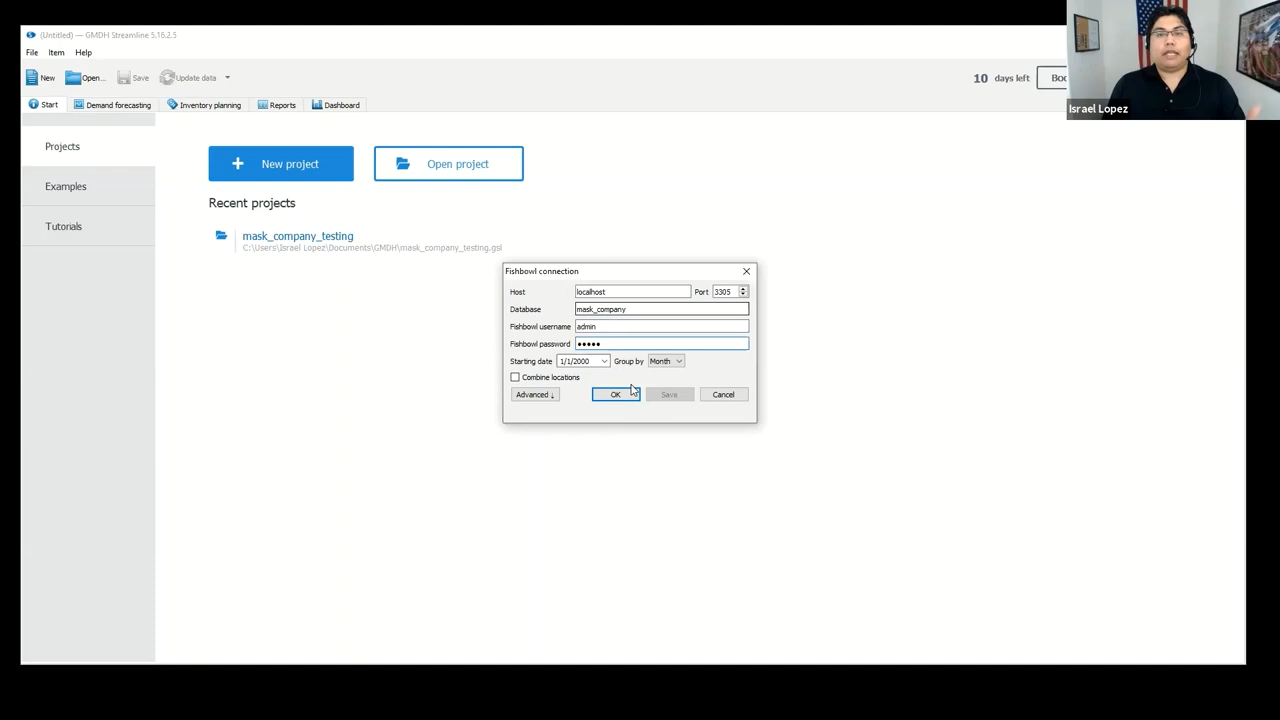 (Untitled) — GMDH Streamline 5.16.2.5
File Item Help
New Open... Save Update data
10 days left Boo
Start Demand forecasting Inventory planning Reports Dashboard
Israel Lopez
Projects
Examples
Tutorials
+ New project Open project
Recent projects
mask_company_testing
C:\Users\Israel Lopez\Documents\GMDH\mask_company_testing.gsl
Fishbowl connection
Host localhost Port 3305
Database mask_company
Fishbowl username admin
Fishbowl password •••••
Starting date 1/1/2000 Group by Month
Combine locations
Advanced ↓ OK Save Cancel